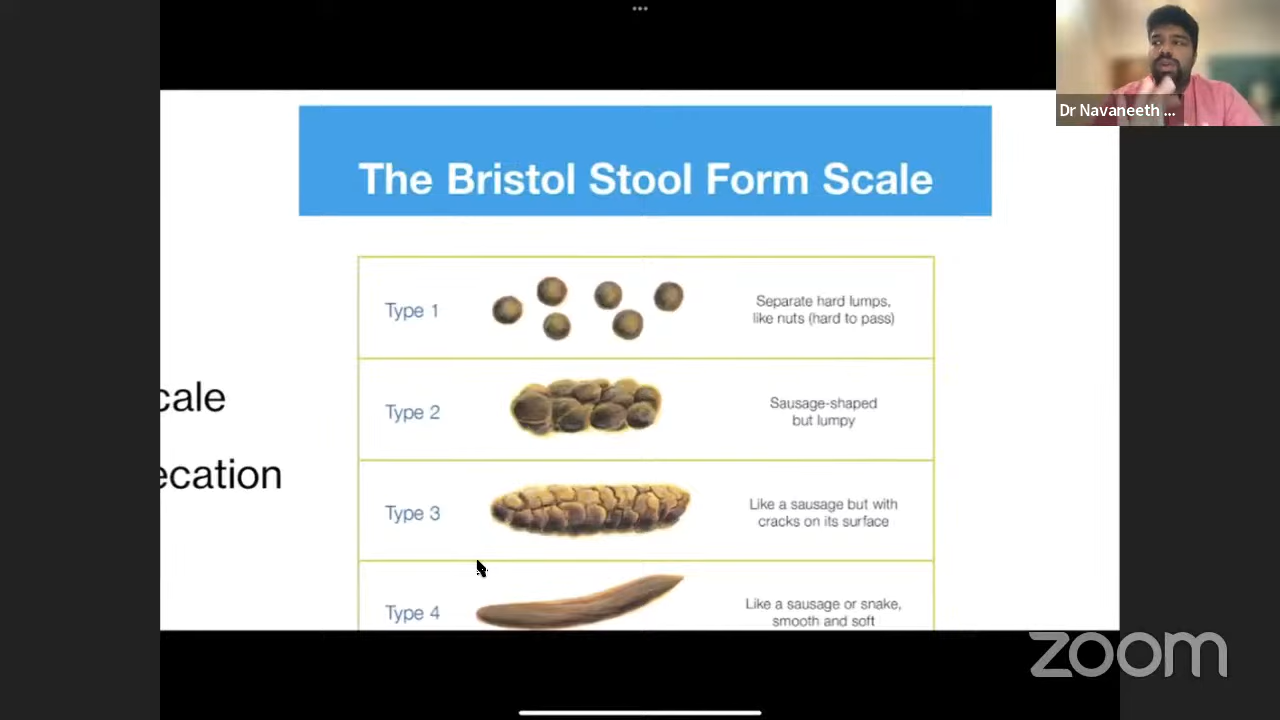 Dr Navaneeth ...
The Bristol Stool Form Scale
Type 1
Separate hard lumps,
like nuts (hard to pass)
cale
Type 2
Sausage-shaped
but lumpy
ecation
Type 3
Like a sausage but with
cracks on its surface
Type 4
Like a sausage or snake,
smooth and soft
zoom